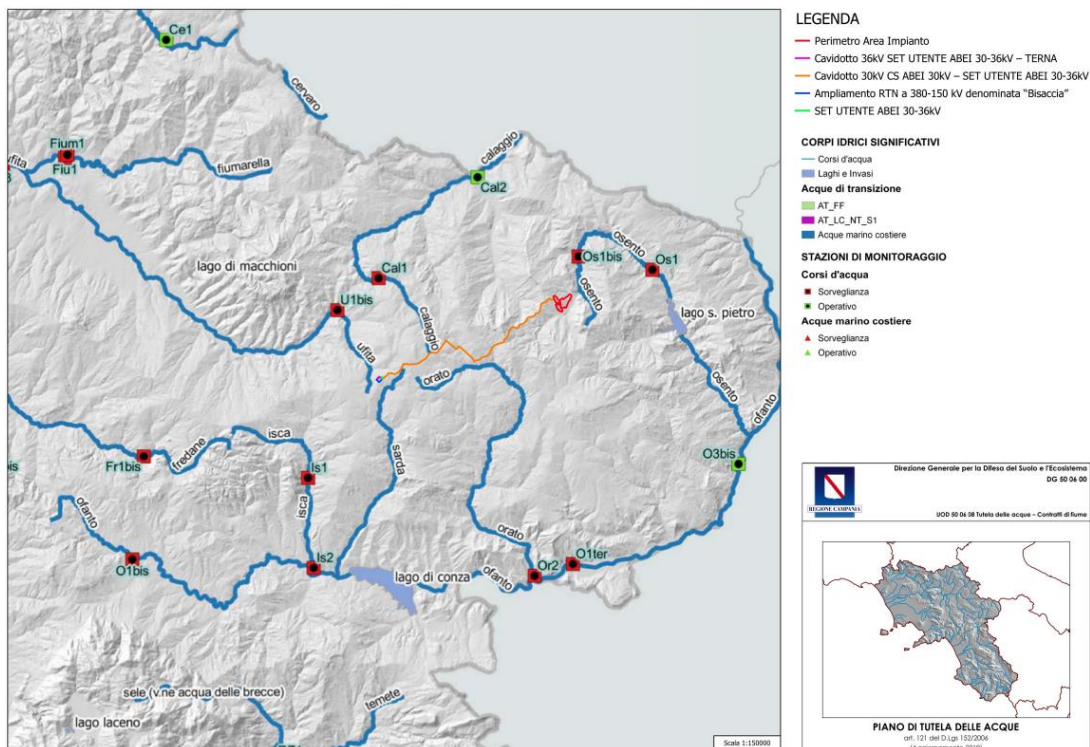 Ce1
cervaro
Fium1
Fiu1
ufita
fiumarella
calaggio
Cal2
lago di macchioni
Cal1
U1bis
calaggio
ufita
Os1bis
osento
Os1
osento
lago s. pietro
orato
osento
ofanto
O3bis
sarda
isca
fredane
Fr1bis
Is1
isca
ofanto
O1bis
Is2
lago di conza
orato
ofanto
Or2
O1ter
sele (v.ne acqua delle brecce)
temete
lago laceno
Scala 1:150000
LEGENDA
Perimetro Area Impianto
Cavidotto 36kV SET UTENTE ABEI 30-36kV – TERNA
Cavidotto 30kV CS ABEI 30kV – SET UTENTE ABEI 30-36kV
Ampliamento RTN a 380-150 kV denominata "Bisaccia"
SET UTENTE ABEI 30-36kV
CORPI IDRICI SIGNIFICATIVI
Corsi d'acqua
Laghi e Invasi
Acque di transizione
AT_FF
AT_LC_NT_S1
Acque marino costiere
STAZIONI DI MONITORAGGIO
Corsi d'acqua
Sorveglianza
Operativo
Acque marino costiere
Sorveglianza
Operativo
Direzione Generale per la Difesa del Suolo e l'Ecosistema
DG 50 06 00
REGIONE CAMPANIA
UOD 50 06 08 Tutela delle acque – Contratti di fiume
PIANO DI TUTELA DELLE ACQUE
art. 121 del D.Lgs 152/2006